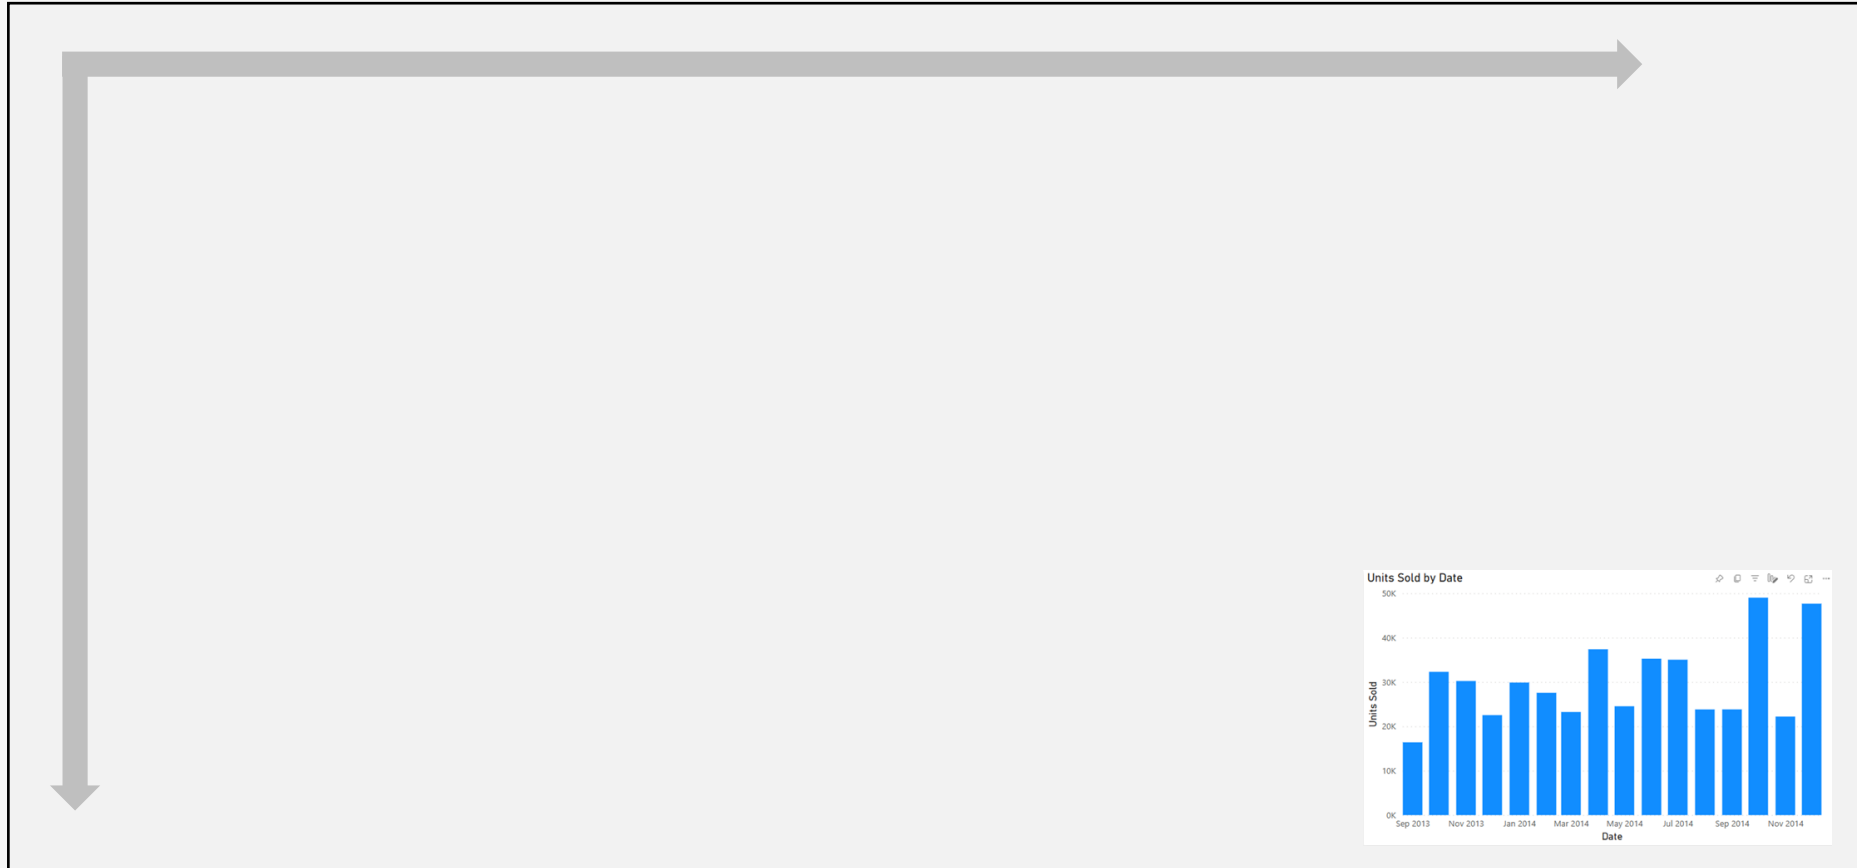 Units Sold by Date
50K
40K
30K
20K
10K
0K
Units Sold
Sep 2013 Nov 2013 Jan 2014 Mar 2014 May 2014 Jul 2014 Sep 2014 Nov 2014
Date